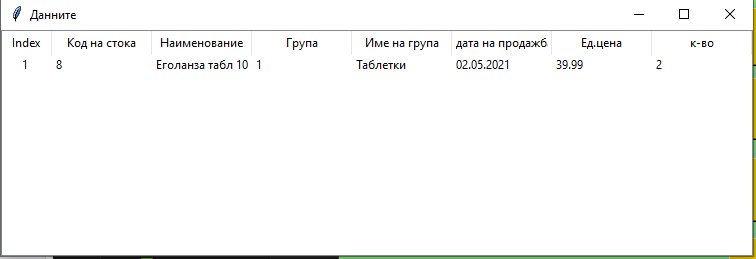 Данните
Index Код на стока Наименование Група Име на група дата на продажб Ед.цена к-во
1 8 Еголанза табл 10 1 Таблетки 02.05.2021 39.99 2